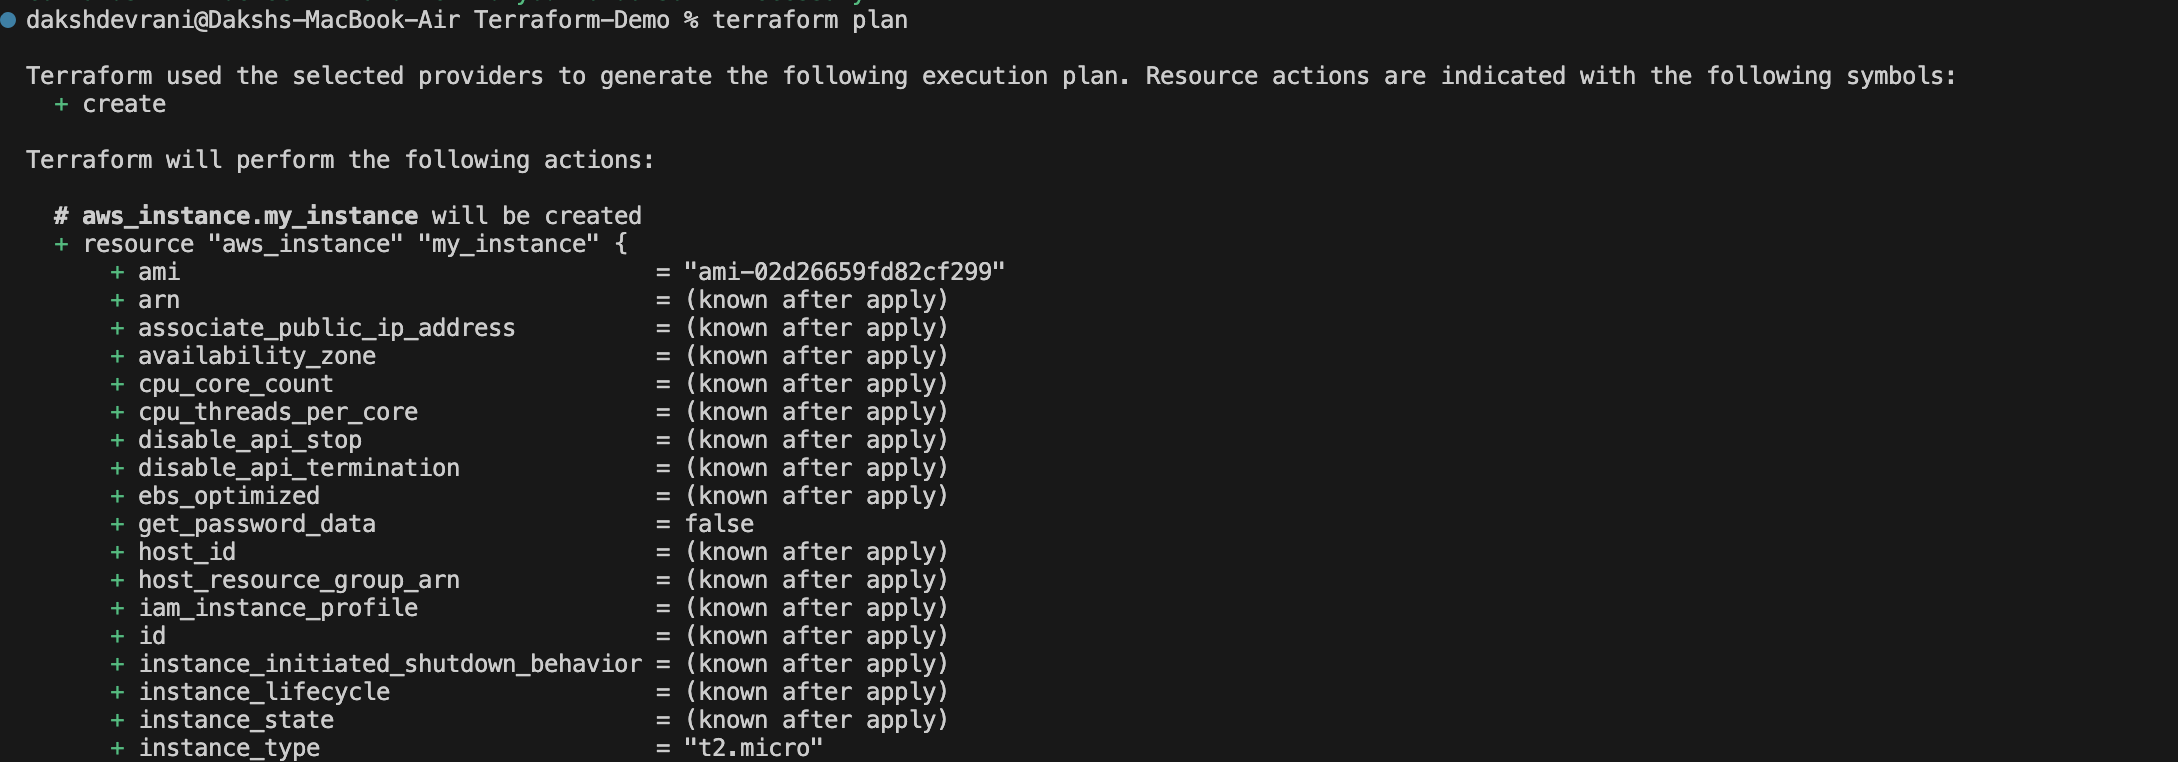 dakshdevrani@Dakshs-MacBook-Air Terraform-Demo % terraform plan
Terraform used the selected providers to generate the following execution plan. Resource actions are indicated with the following symbols:
+ create
Terraform will perform the following actions:
# aws_instance.my_instance will be created
+ resource "aws_instance" "my_instance" {
+ ami = "ami-02d26659fd82cf299"
+ arn = (known after apply)
+ associate_public_ip_address = (known after apply)
+ availability_zone = (known after apply)
+ cpu_core_count = (known after apply)
+ cpu_threads_per_core = (known after apply)
+ disable_api_stop = (known after apply)
+ disable_api_termination = (known after apply)
+ ebs_optimized = (known after apply)
+ get_password_data = false
+ host_id = (known after apply)
+ host_resource_group_arn = (known after apply)
+ iam_instance_profile = (known after apply)
+ id = (known after apply)
+ instance_initiated_shutdown_behavior = (known after apply)
+ instance_lifecycle = (known after apply)
+ instance_state = (known after apply)
+ instance_type = "t2.micro"